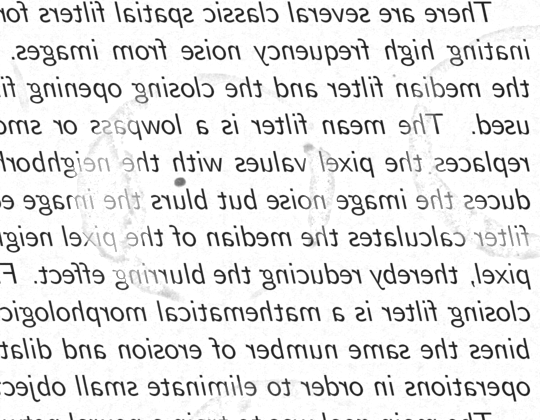 There are several classic spatial filters for
inating high frequency noise from images.
the median filter and the closing opening fi
used. The mean filter is a lowpass or smo
replaces the pixel values with the neighborh
duces the image noise but blurs the image e
filter calculates the median of the pixel neigh
pixel, thereby reducing the blurring effect. F
closing filter is a mathematical morphologic
bines the same number of erosion and dilat
operations in order to eliminate small objec